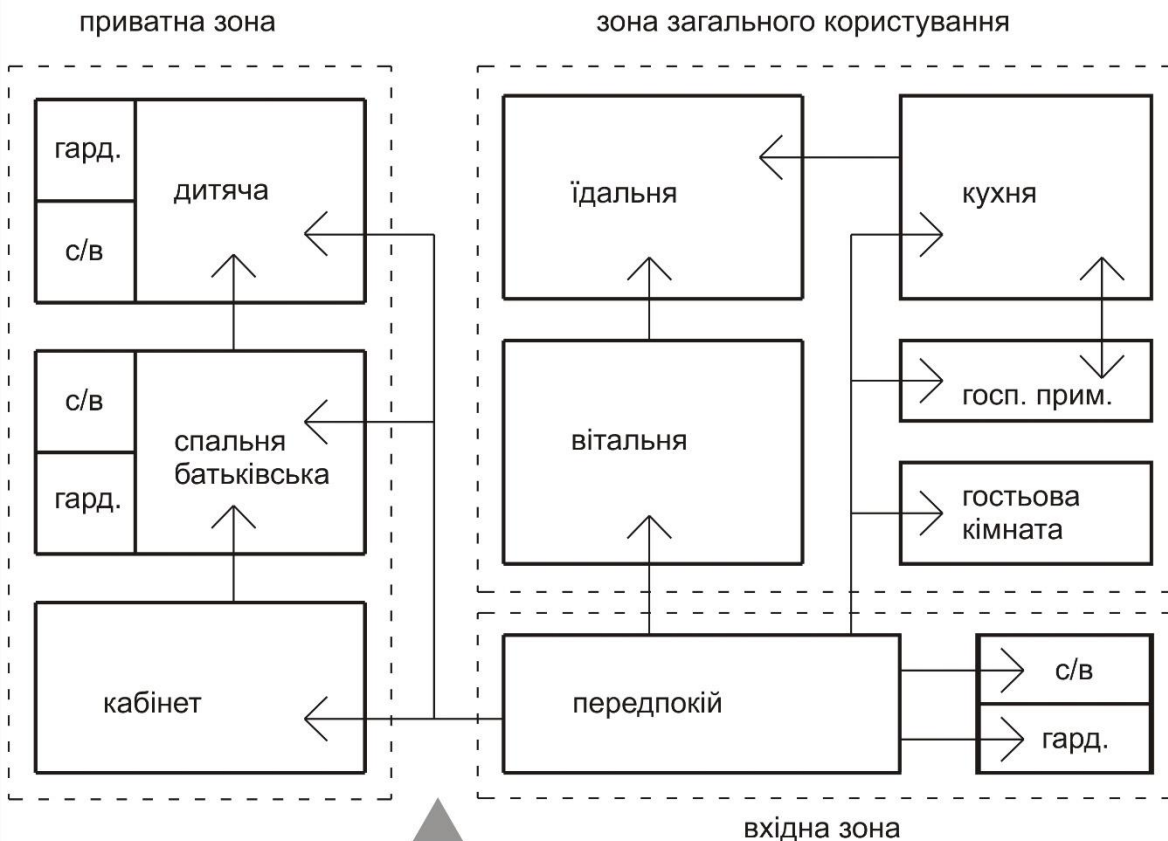 приватна зона
зона загального користування
гард.
дитяча
с/в
їдальня
кухня
с/в
спальня
батьківська
гард.
вітальня
госп. прим.
гостьова
кімната
кабінет
передпокій
с/в
гард.
вхідна зона